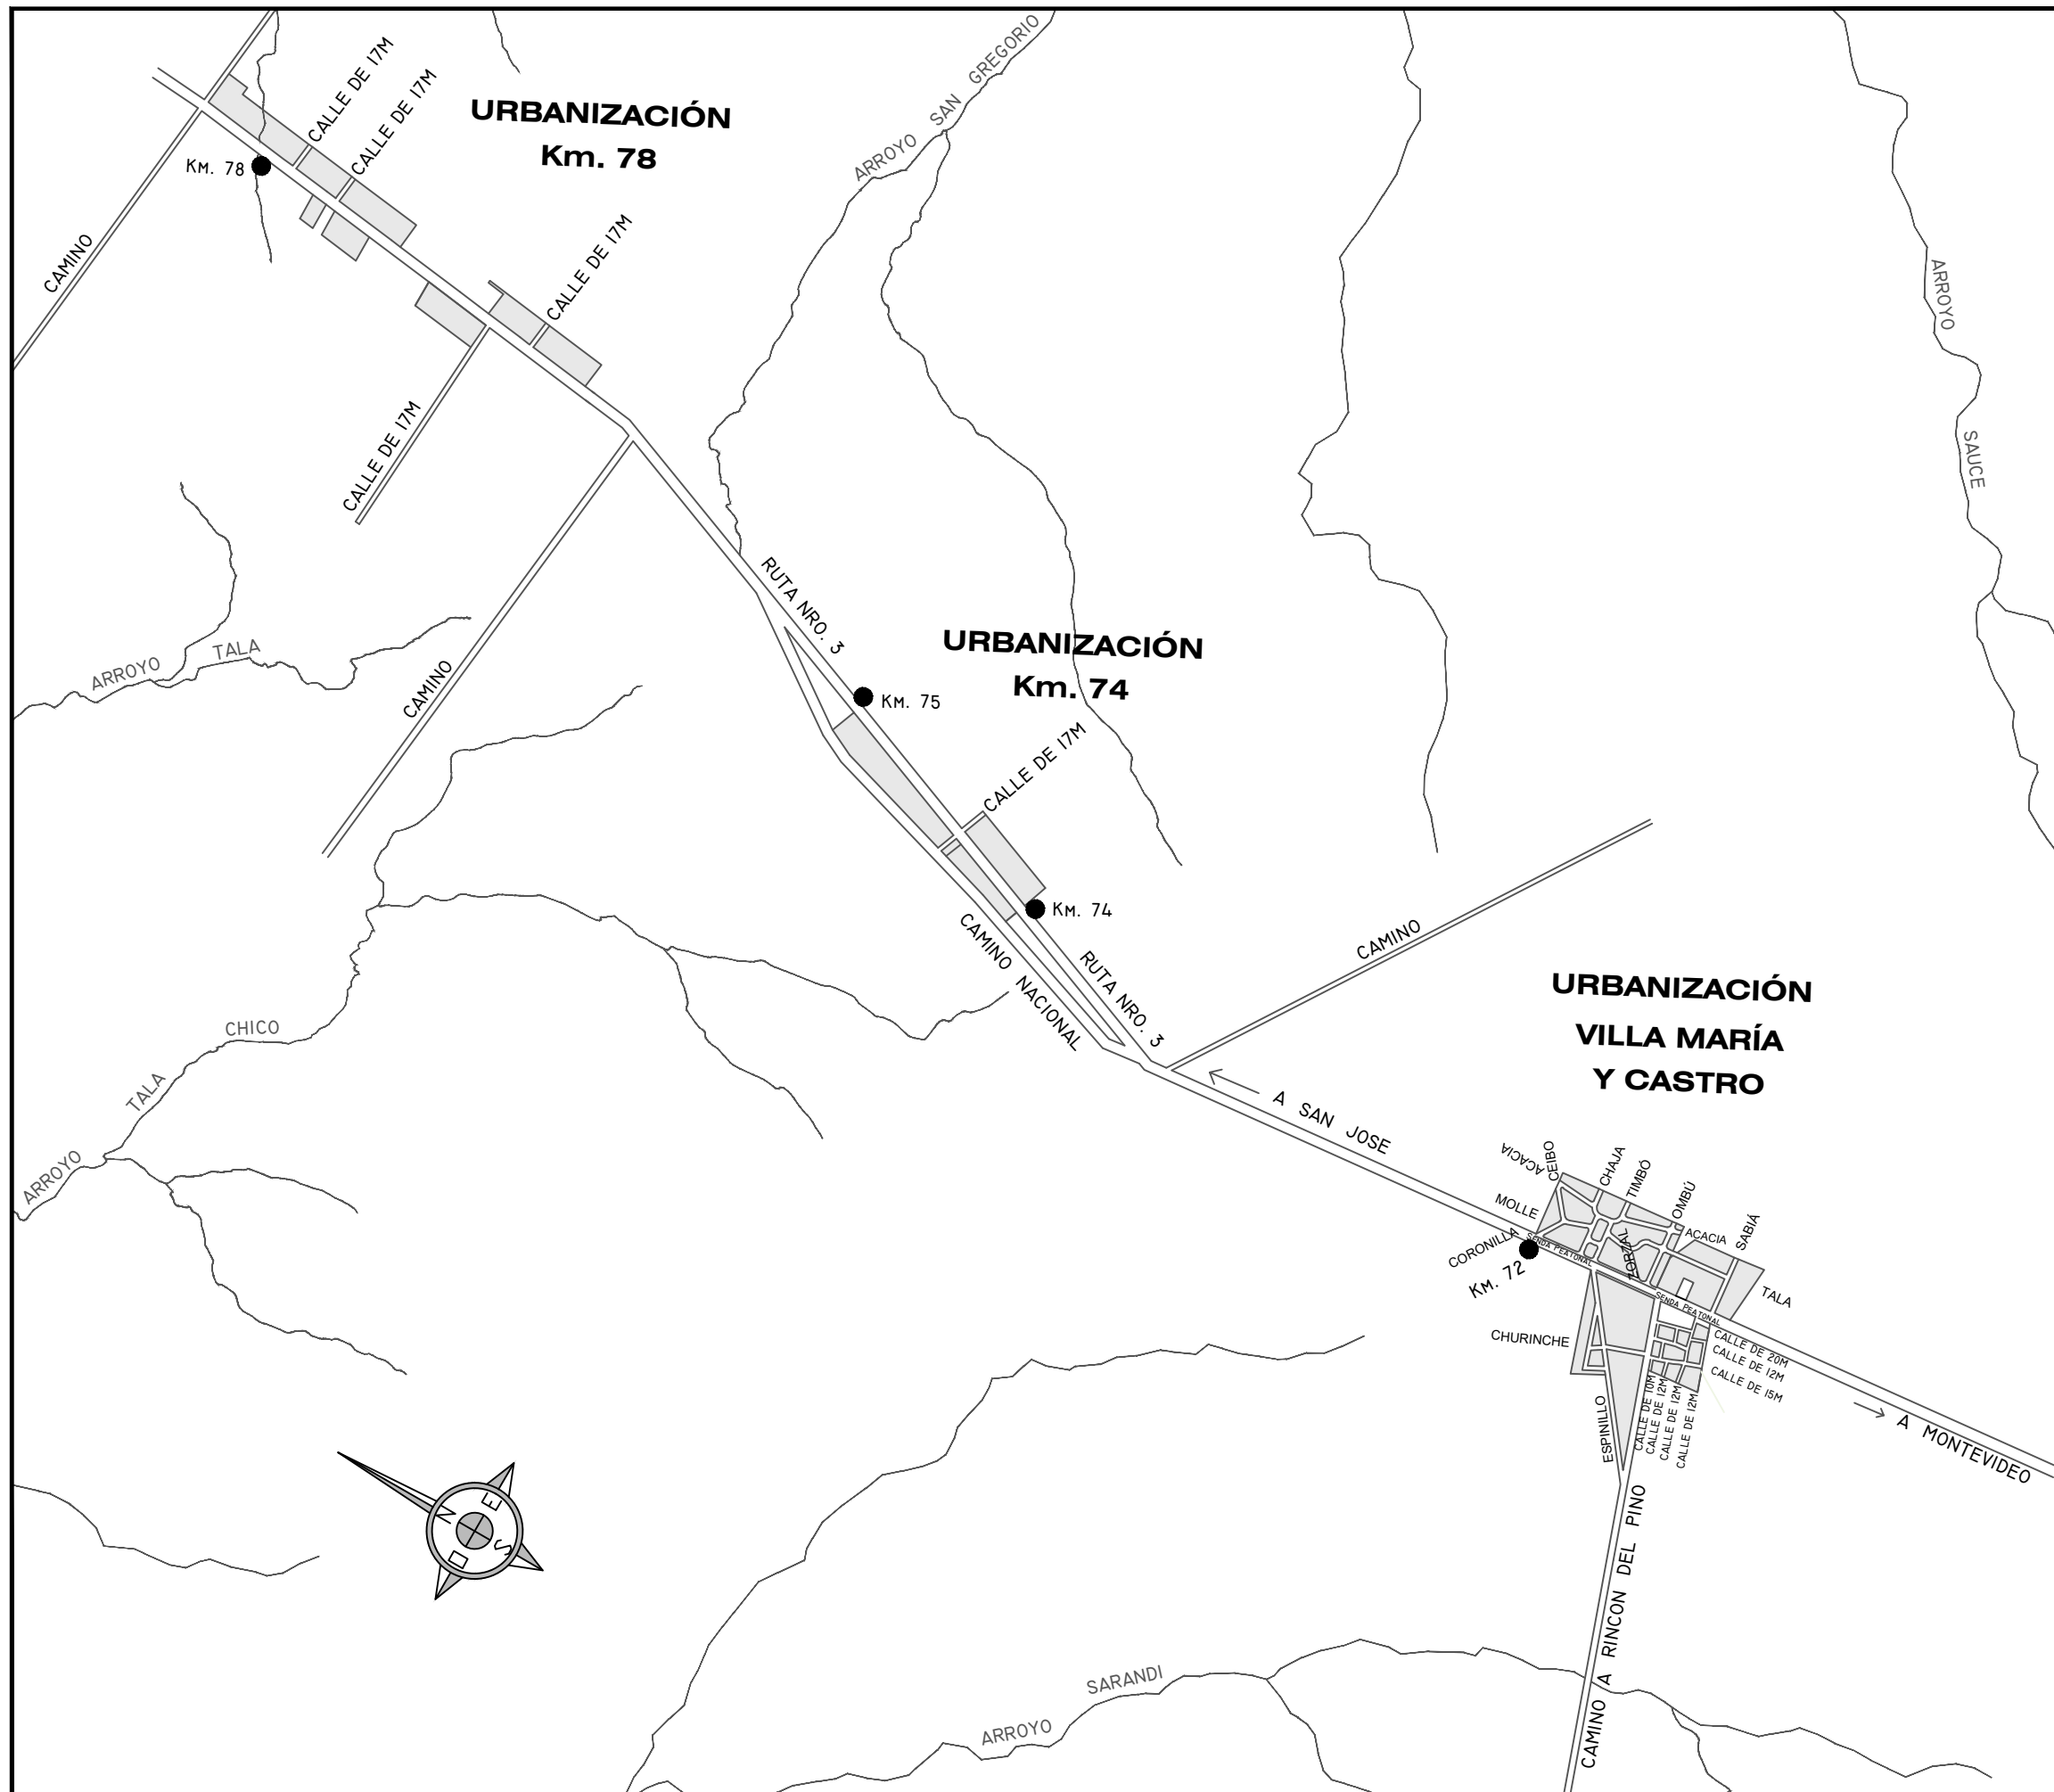 ARROYO SAN GREGORIO
CALLE DE 17M
CALLE DE 17M
URBANIZACIÓN
Km. 78
KM. 78
CAMINO
CALLE DE 17M
CALLE DE 17M
ARROYO
SAUCE
RUTA NRO. 3
URBANIZACIÓN
Km. 74
ARROYO TALA
CAMINO
KM. 75
CALLE DE 17M
KM. 74
CAMINO NACIONAL
RUTA NRO. 3
CAMINO
URBANIZACIÓN
VILLA MARÍA
Y CASTRO
ARROYO TALA CHICO
A SAN JOSE
ACACIA
CEIBO
CHAJA
TIMBÓ
OMBÚ
ACACIA
SABIÁ
MOLLE
CORONILLA
SENDA PEATONAL
ZORZAL
KM. 72
TALA
SENDA PEATONAL
CHURINCHE
CALLE DE 20M
CALLE DE 12M
CALLE DE 15M
ESPINILLO
CALLE DE 10M
CALLE DE 12M
CALLE DE 12M
CALLE DE 12M
A MONTEVIDEO
N
E
S
O
CAMINO A RINCON DEL PINO
ARROYO SARANDI